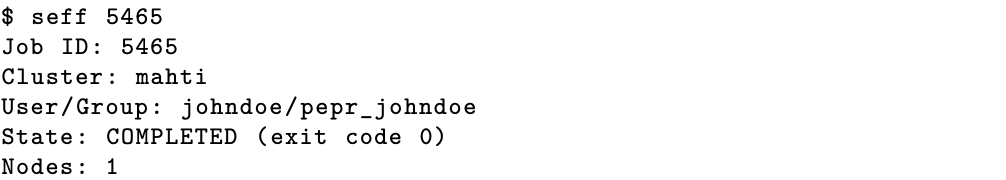 $ seff 5465
Job ID: 5465
Cluster: mahti
User/Group: johndoe/pepr_johndoe
State: COMPLETED (exit code 0)
Nodes: 1